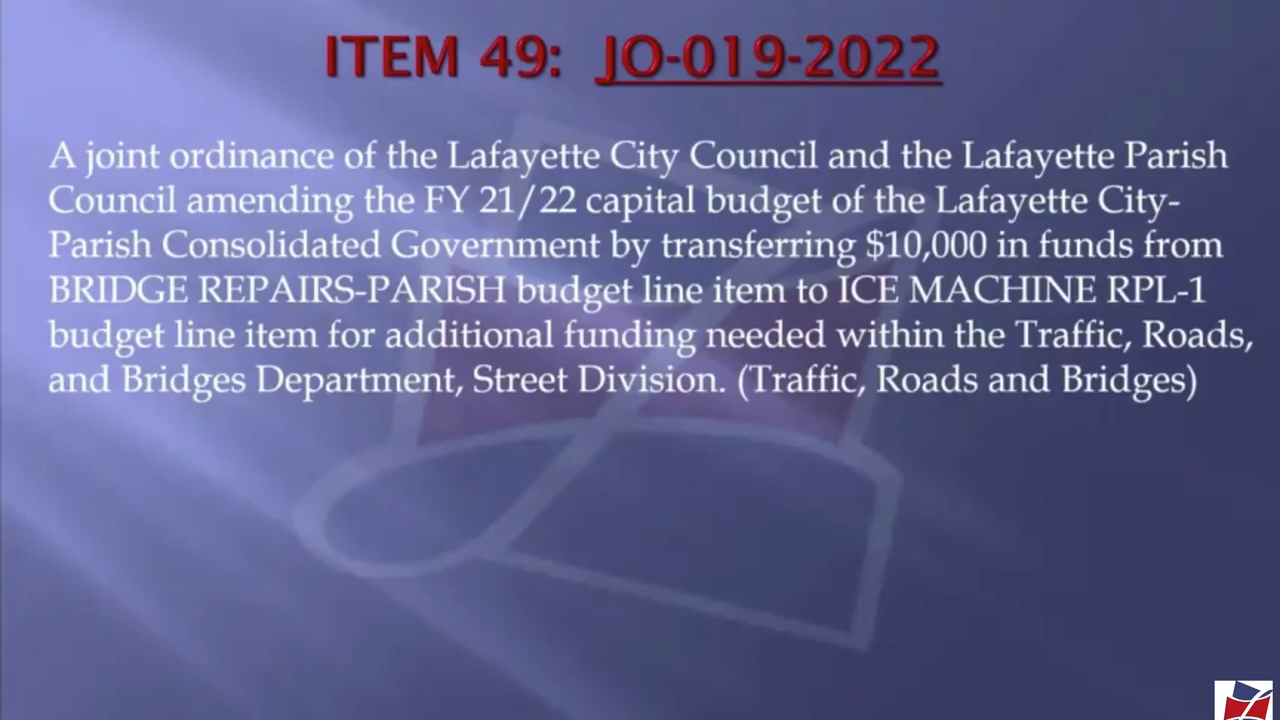 ITEM 49: JO-019-2022
A joint ordinance of the Lafayette City Council and the Lafayette Parish
Council amending the FY 21/22 capital budget of the Lafayette City-
Parish Consolidated Government by transferring $10,000 in funds from
BRIDGE REPAIRS-PARISH budget line item to ICE MACHINE RPL-1
budget line item for additional funding needed within the Traffic, Roads,
and Bridges Department, Street Division. (Traffic, Roads and Bridges)